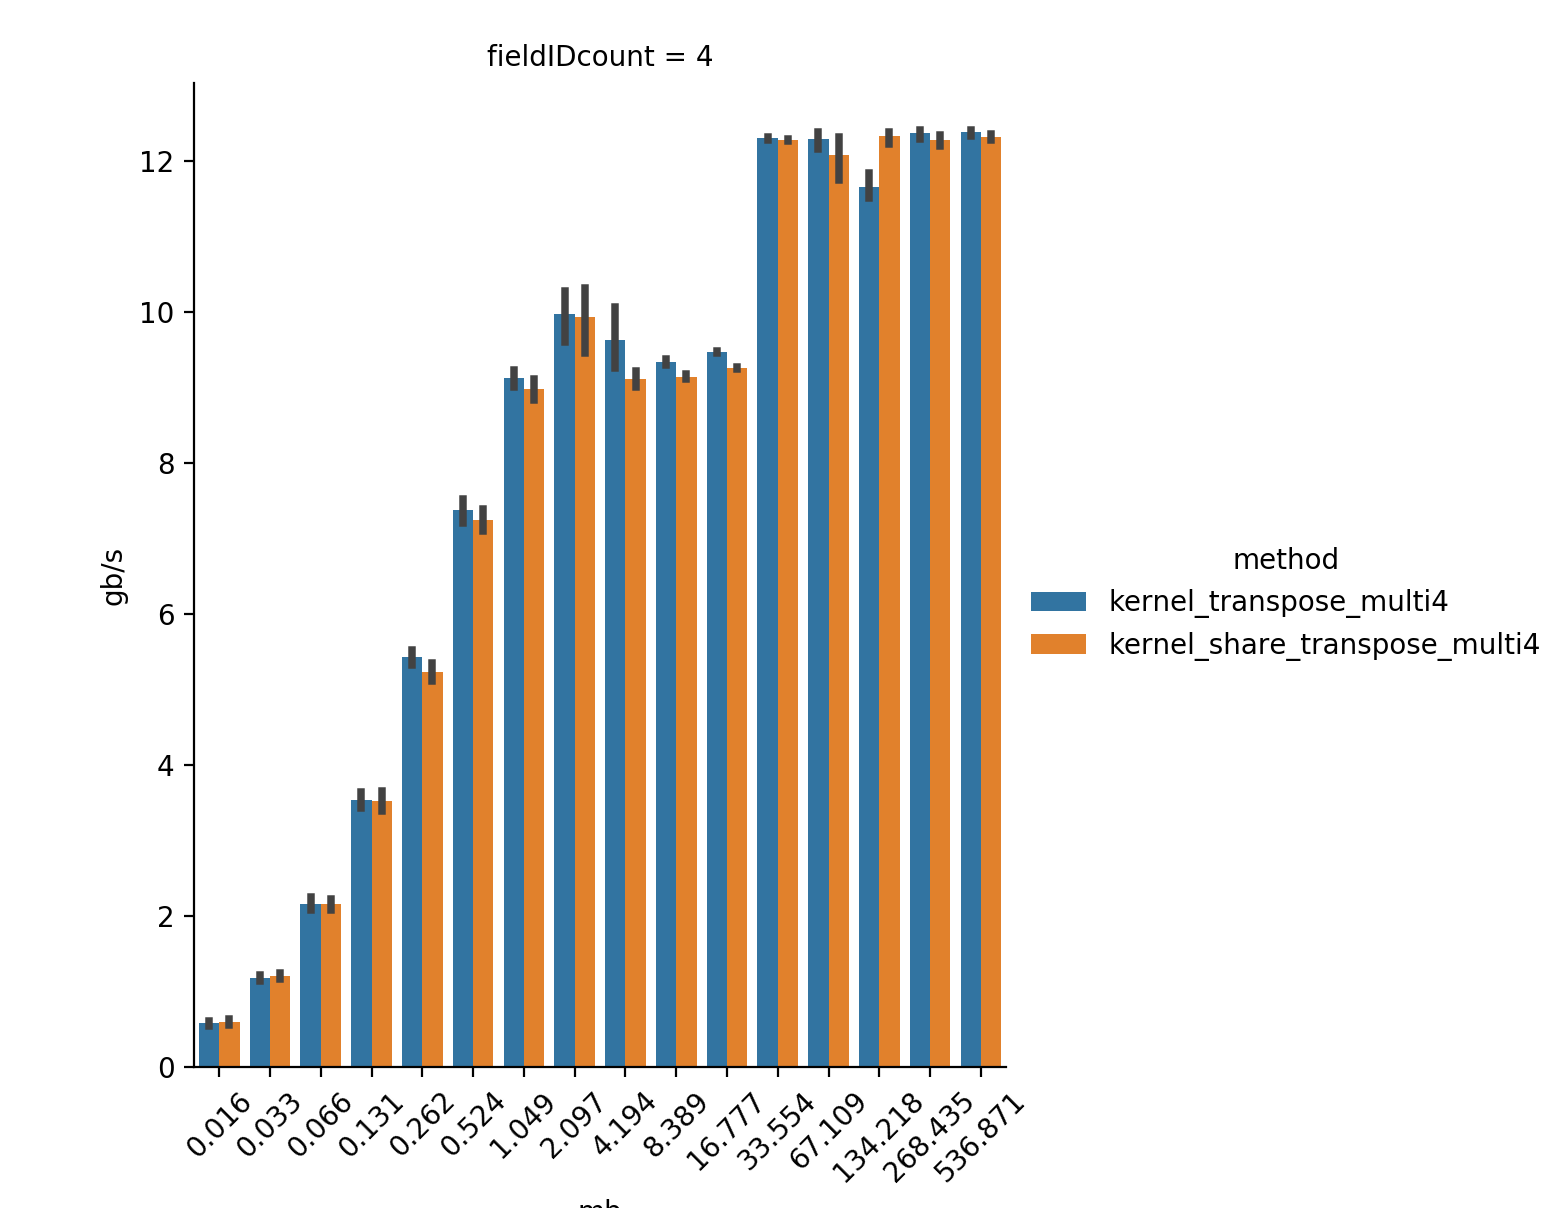 fieldIDcount = 4
12
10
8
6
4
2
0
gb/s
method
kernel_transpose_multi4
kernel_share_transpose_multi4
0.016 0.033 0.066 0.131 0.262 0.524 1.049 2.097 4.194 8.389 16.777 33.554 67.109 134.218 268.435 536.871
mb